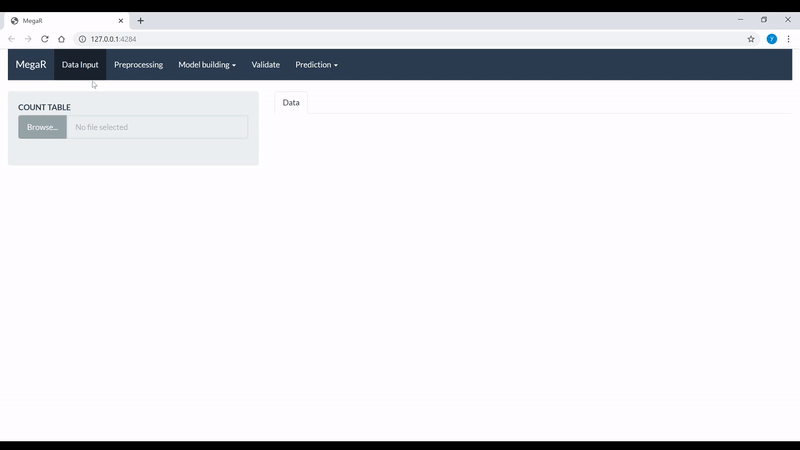 MegaR
127.0.0.1:4284
MegaR Data Input Preprocessing Model building Validate Prediction
COUNT TABLE
Browse... No file selected
Data